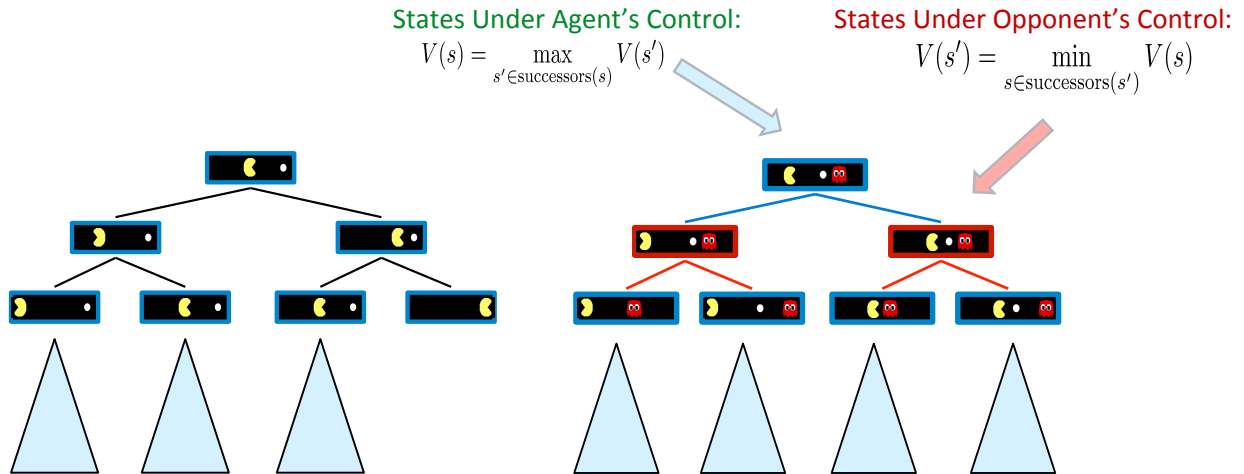 States Under Agent's Control:
V(s) = max V(s′)
s′∈successors(s)
States Under Opponent's Control:
V(s′) = min V(s)
s∈successors(s′)